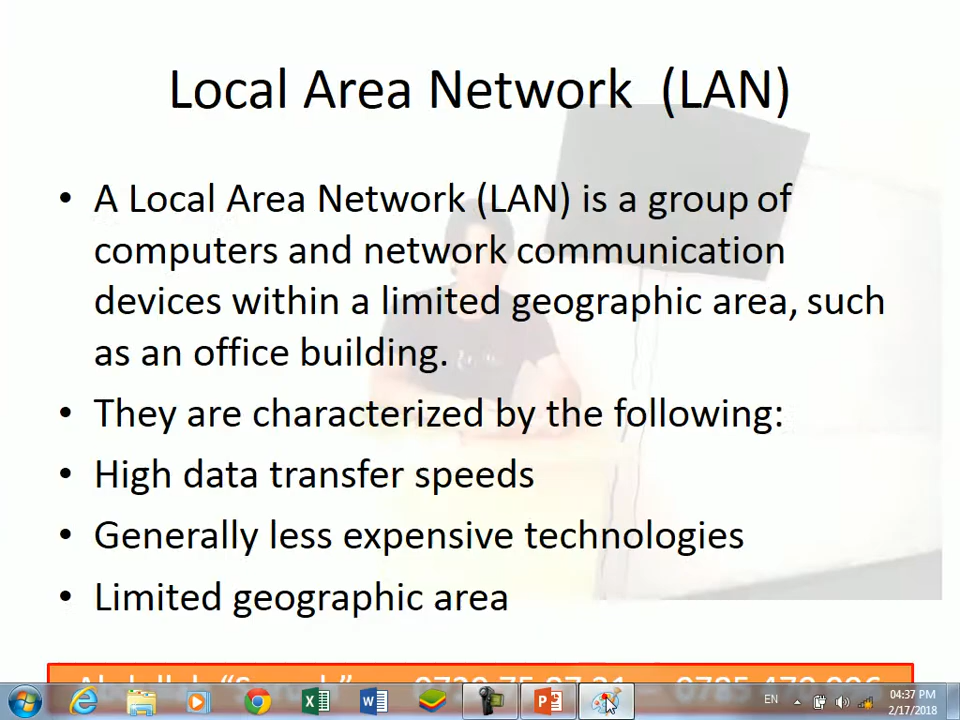 Local Area Network (LAN)
• A Local Area Network (LAN) is a group of
computers and network communication
devices within a limited geographic area, such
as an office building.
• They are characterized by the following:
• High data transfer speeds
• Generally less expensive technologies
• Limited geographic area
EN
04:37 PM
2/17/2018